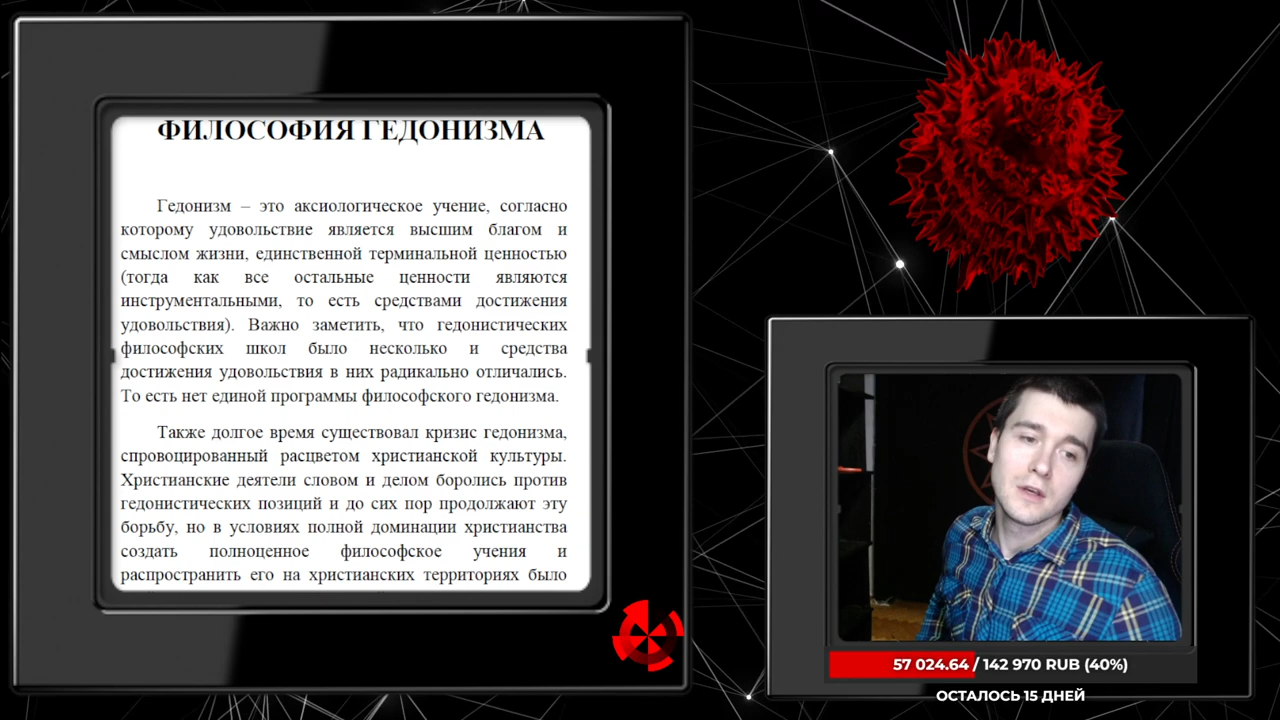 ФИЛОСОФИЯ ГЕДОНИЗМА
Гедонизм – это аксиологическое учение, согласно
которому удовольствие является высшим благом и
смыслом жизни, единственной терминальной ценностью
(тогда как все остальные ценности являются
инструментальными, то есть средствами достижения
удовольствия). Важно заметить, что гедонистических
философских школ было несколько и средства
достижения удовольствия в них радикально отличались.
То есть нет единой программы философского гедонизма.
Также долгое время существовал кризис гедонизма,
спровоцированный расцветом христианской культуры.
Христианские деятели словом и делом боролись против
гедонистических позиций и до сих пор продолжают эту
борьбу, но в условиях полной доминации христианства
создать полноценное философское учения и
распространить его на христианских территориях было
57 024.64 / 142 970 RUB (40%)
ОСТАЛОСЬ 15 ДНЕЙ